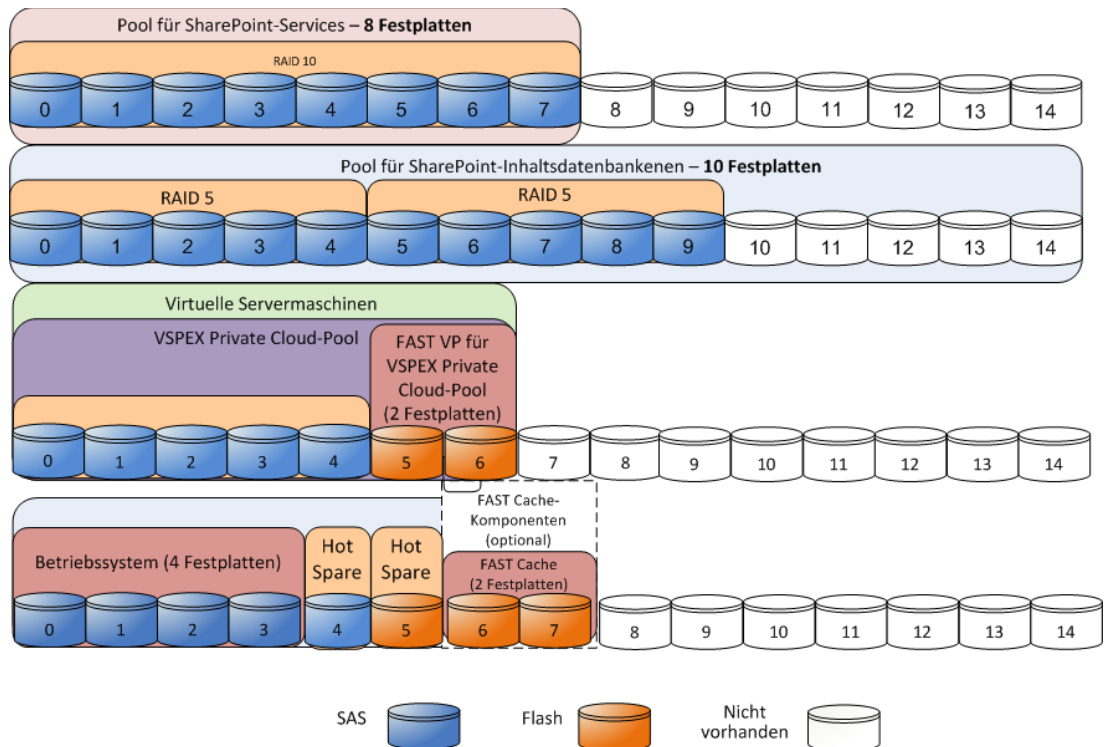 Pool für SharePoint-Services – 8 Festplatten
RAID 10
0 1 2 3 4 5 6 7 8 9 10 11 12 13 14
Pool für SharePoint-Inhaltsdatenbankenen – 10 Festplatten
RAID 5 RAID 5
0 1 2 3 4 5 6 7 8 9 10 11 12 13 14
Virtuelle Servermaschinen
VSPEX Private Cloud-Pool
FAST VP für
VSPEX Private
Cloud-Pool
(2 Festplatten)
0 1 2 3 4 5 6 7 8 9 10 11 12 13 14
FAST Cache-
Komponenten
(optional)
Betriebssystem (4 Festplatten)
Hot
Spare
Hot
Spare
FAST Cache
(2 Festplatten)
0 1 2 3 4 5 6 7 8 9 10 11 12 13 14
SAS
Flash
Nicht
vorhanden